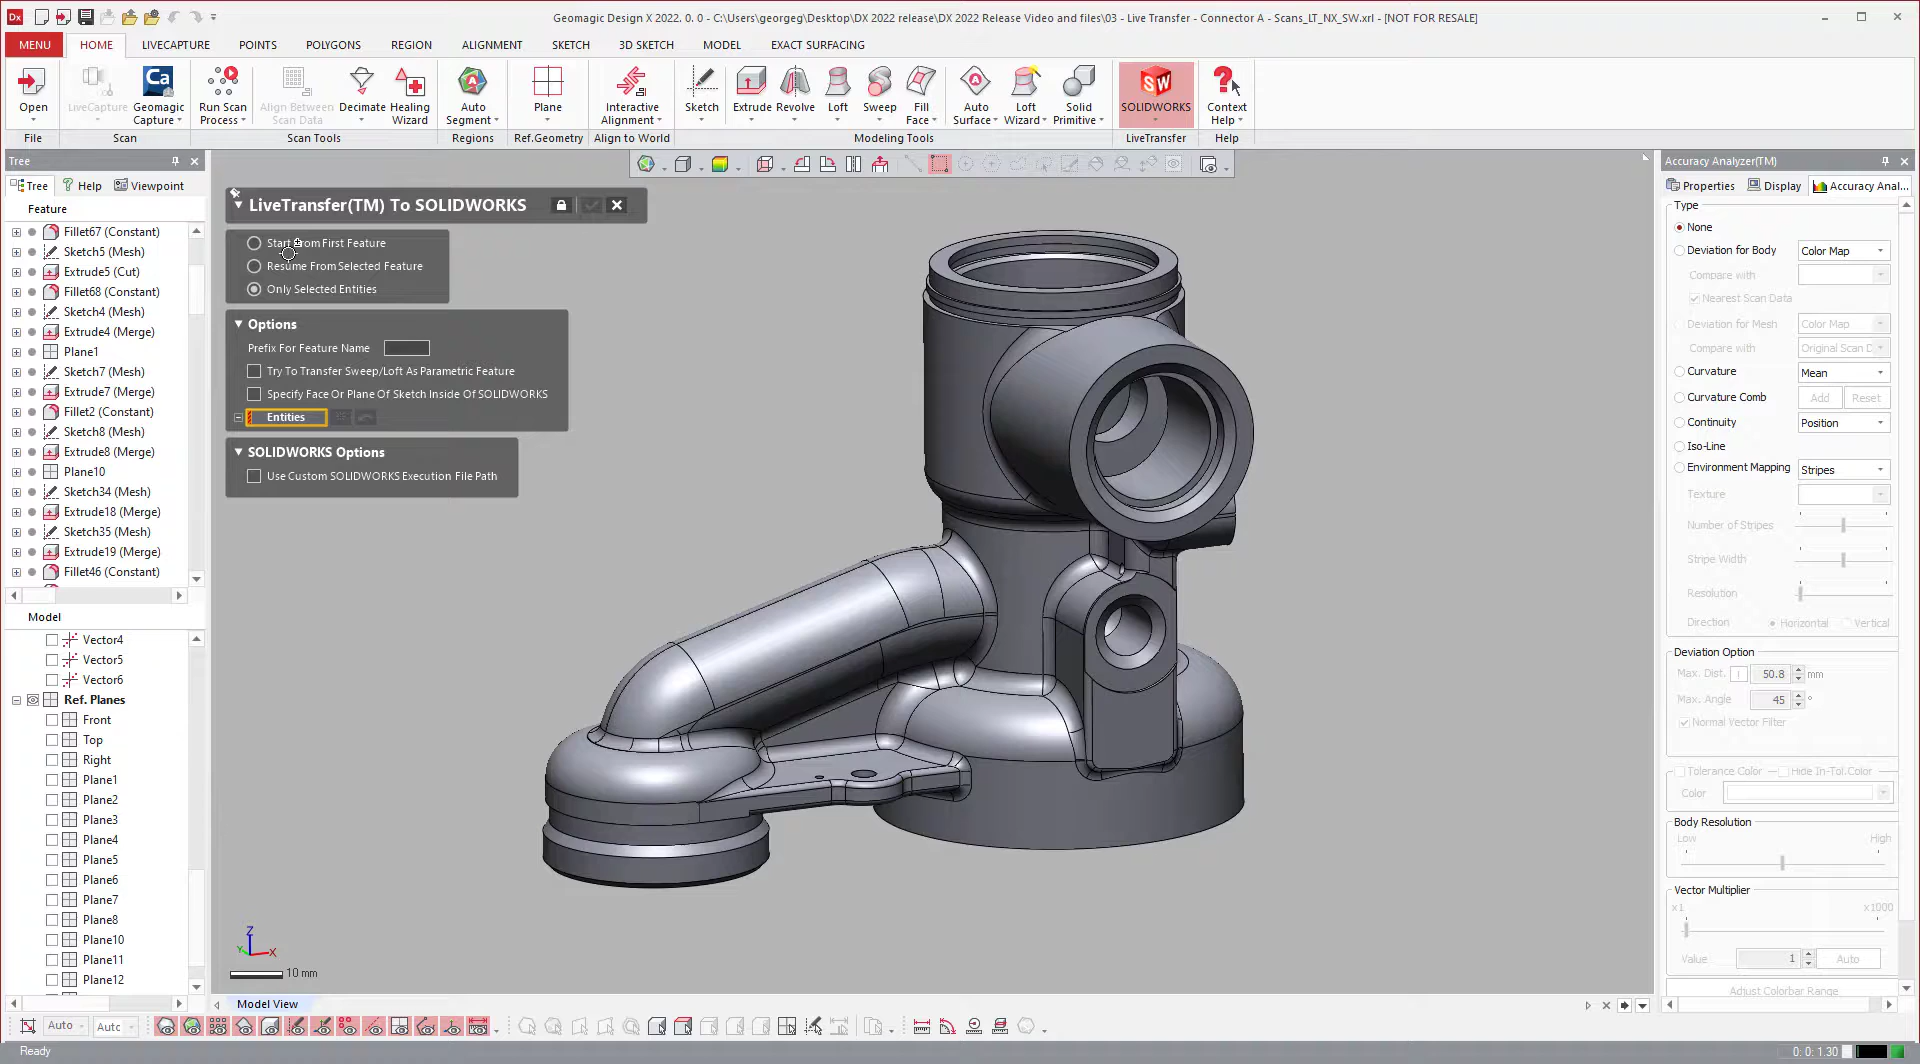 Geomagic Design X 2022. 0. 0 - C:\Users\georgeg\Desktop\DX 2022 release\DX 2022 Release Video and files\03 - Live Transfer - Connector A - Scans_LT_NX_SW.xrl - [NOT FOR RESALE]
MENU HOME LIVECAPTURE POINTS POLYGONS REGION ALIGNMENT SKETCH 3D SKETCH MODEL EXACT SURFACING
Open LiveCapture Geomagic Capture Run Scan Process Align Between Scan Data Decimate Healing Wizard Auto Segment Plane Interactive Alignment Sketch Extrude Revolve Loft Sweep Fill Face Auto Surface Loft Wizard Solid Primitive SOLIDWORKS Context Help
File Scan Scan Tools Regions Ref.Geometry Align to World Modeling Tools LiveTransfer Help
Tree
Tree Help Viewpoint
Feature
Fillet67 (Constant)
Sketch5 (Mesh)
Extrude5 (Cut)
Fillet68 (Constant)
Sketch4 (Mesh)
Extrude4 (Merge)
Plane1
Sketch7 (Mesh)
Extrude7 (Merge)
Fillet2 (Constant)
Sketch8 (Mesh)
Extrude8 (Merge)
Plane10
Sketch34 (Mesh)
Extrude18 (Merge)
Sketch35 (Mesh)
Extrude19 (Merge)
Fillet46 (Constant)
Model
Vector4
Vector5
Vector6
Ref. Planes
Front
Top
Right
Plane1
Plane2
Plane3
Plane4
Plane5
Plane6
Plane7
Plane8
Plane10
Plane11
Plane12
LiveTransfer(TM) To SOLIDWORKS
Start From First Feature
Resume From Selected Feature
Only Selected Entities
Options
Prefix For Feature Name
Try To Transfer Sweep/Loft As Parametric Feature
Specify Face Or Plane Of Sketch Inside Of SOLIDWORKS
Entities
SOLIDWORKS Options
Use Custom SOLIDWORKS Execution File Path
Z
Y X
10 mm
Model View
Accuracy Analyzer(TM)
Properties Display Accuracy Anal...
Type
None
Deviation for Body Color Map
Compare with
Nearest Scan Data
Deviation for Mesh Color Map
Compare with Original Scan D
Curvature Mean
Curvature Comb Add Reset
Continuity Position
Iso-Line
Environment Mapping Stripes
Texture
Number of Stripes
Stripe Width
Resolution
Direction Horizontal Vertical
Deviation Option
Max. Dist. 50.8 mm
Max. Angle 45 °
Normal Vector Filter
Tolerance Color Hide In-Tol.Color
Color
Body Resolution
Low High
Vector Multiplier
x1 x1000
Value 1 Auto
Adjust Colorbar Range
Auto Autc
Ready 0: 0: 1.30